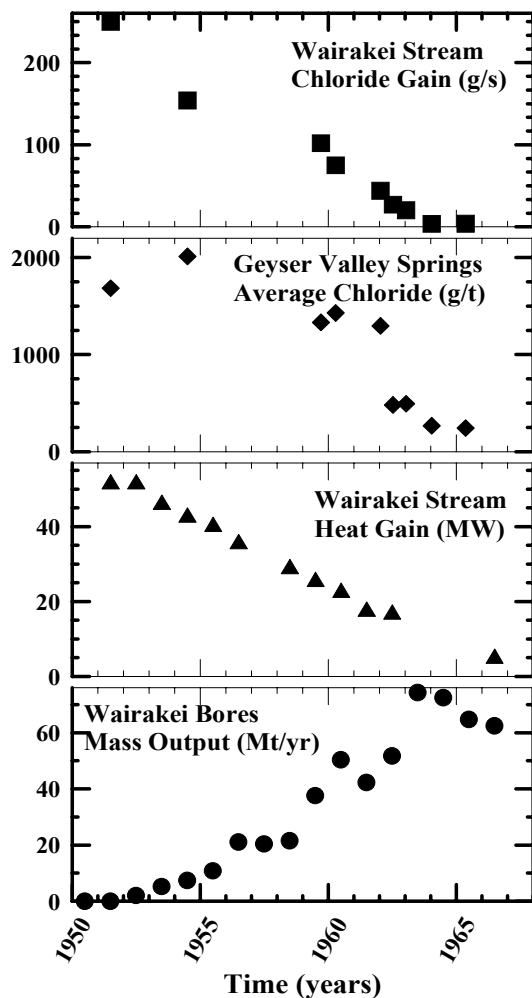 Wairakei Stream
Chloride Gain (g/s)
200
100
0
Geyser Valley Springs
Average Chloride (g/t)
2000
1000
0
Wairakei Stream
Heat Gain (MW)
40
20
0
Wairakei Bores
Mass Output (Mt/yr)
60
40
20
0
1950 1955 1960 1965
Time (years)